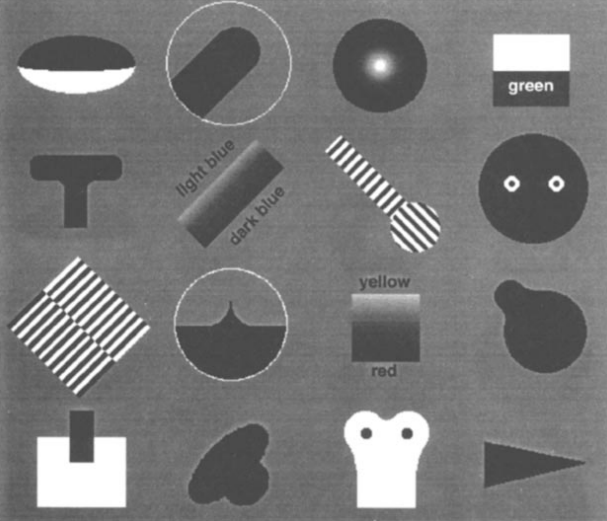 green
light blue
dark blue
yellow
red